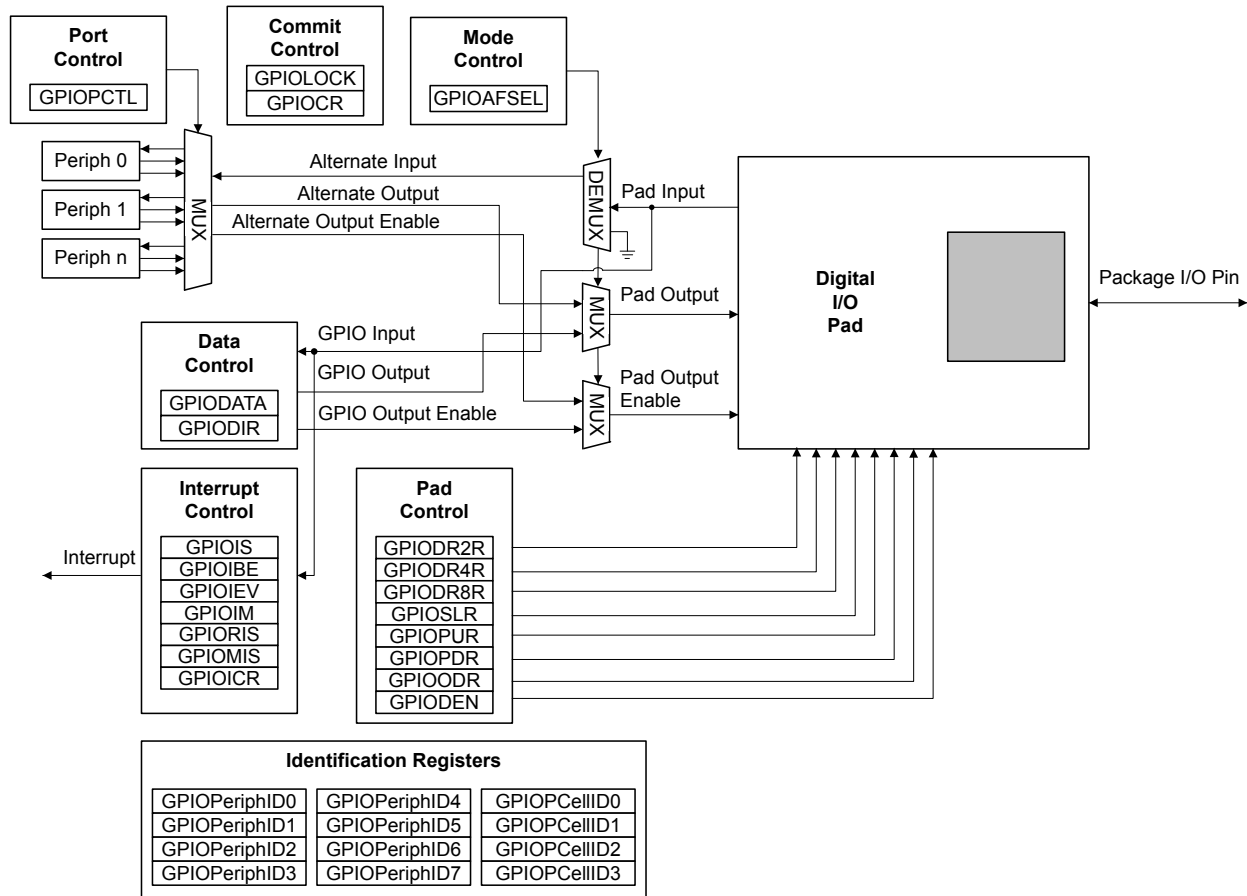 Port
Control
GPIOPCTL
Commit
Control
GPIOLOCK
GPIOCR
Mode
Control
GPIOAFSEL
Periph 0
Periph 1
Periph n
MUX
Alternate Input
Alternate Output
Alternate Output Enable
DEMUX
Pad Input
MUX
Pad Output
MUX
Pad Output
Enable
Digital
I/O
Pad
Package I/O Pin
Data
Control
GPIODATA
GPIODIR
GPIO Input
GPIO Output
GPIO Output Enable
Interrupt
Control
GPIOIS
GPIOIBE
GPIOIEV
GPIOIM
GPIORIS
GPIOMIS
GPIOICR
Interrupt
Pad
Control
GPIODR2R
GPIODR4R
GPIODR8R
GPIOSLR
GPIOPUR
GPIOPDR
GPIOODR
GPIODEN
Identification Registers
GPIOPeriphID0
GPIOPeriphID1
GPIOPeriphID2
GPIOPeriphID3
GPIOPeriphID4
GPIOPeriphID5
GPIOPeriphID6
GPIOPeriphID7
GPIOPCellID0
GPIOPCellID1
GPIOPCellID2
GPIOPCellID3